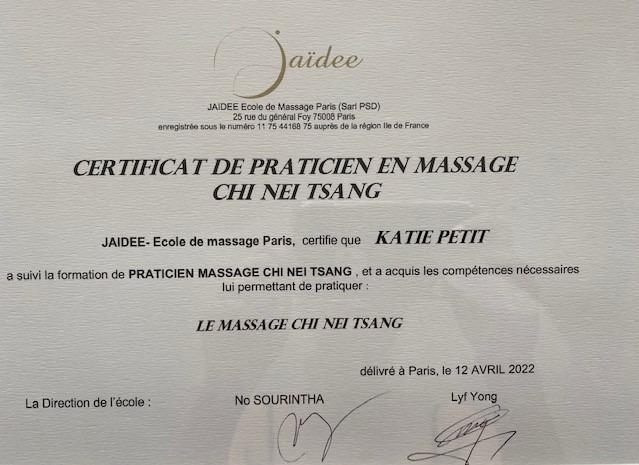 jaïdee
JAIDEE Ecole de Massage Paris (Sarl PSD)
25 rue du général Foy 75008 Paris
enregistrée sous le numéro 11 75 44168 75 auprès de la région Ile de France
CERTIFICAT DE PRATICIEN EN MASSAGE
CHI NEI TSANG
JAIDEE- Ecole de massage Paris, certifie que KATIE PETIT
a suivi la formation de PRATICIEN MASSAGE CHI NEI TSANG , et a acquis les compétences nécessaires
lui permettant de pratiquer :
LE MASSAGE CHI NEI TSANG
délivré à Paris, le 12 AVRIL 2022
La Direction de l'école : No SOURINTHA Lyf Yong